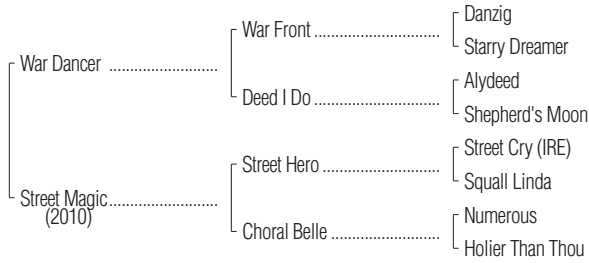 Danzig
War Front
Starry Dreamer
War Dancer
Alydeed
Deed I Do
Shepherd's Moon
Street Cry (IRE)
Street Hero
Squall Linda
Street Magic
(2010)
Numerous
Choral Belle
Holier Than Thou